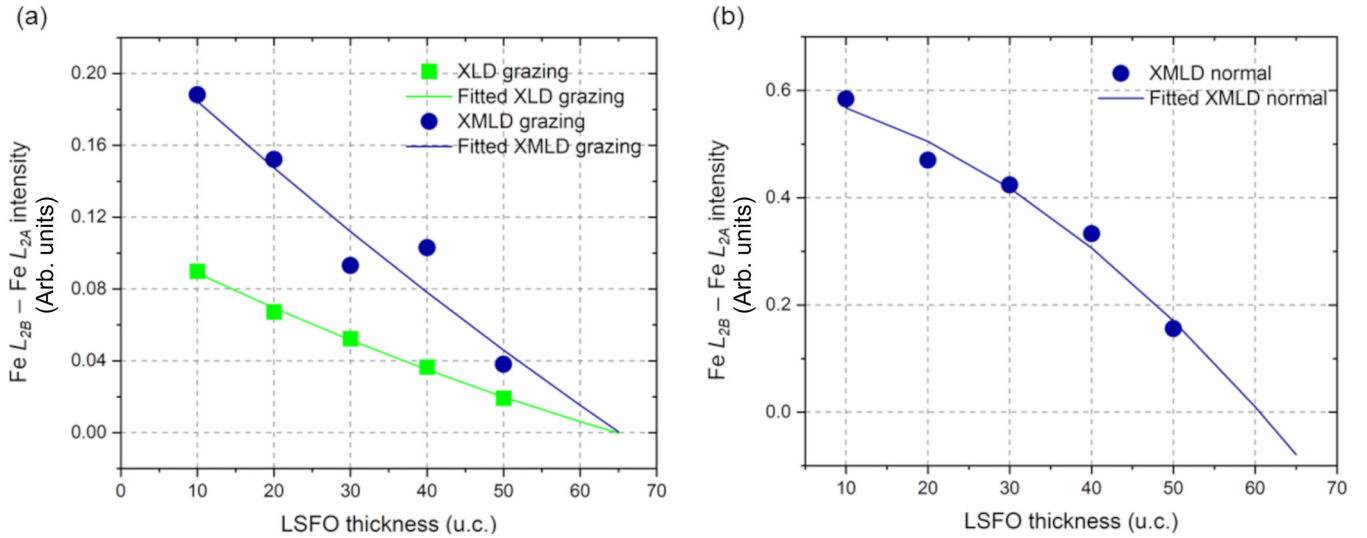 (a)
XLD grazing
Fitted XLD grazing
XMLD grazing
Fitted XMLD grazing
Fe L2B – Fe L2A intensity
(Arb. units)
0.20
0.16
0.12
0.08
0.04
0.00
0 10 20 30 40 50 60 70
LSFO thickness (u.c.)
(b)
XMLD normal
Fitted XMLD normal
Fe L2B – Fe L2A intensity
(Arb. units)
0.6
0.4
0.2
0.0
10 20 30 40 50 60 70
LSFO thickness (u.c.)